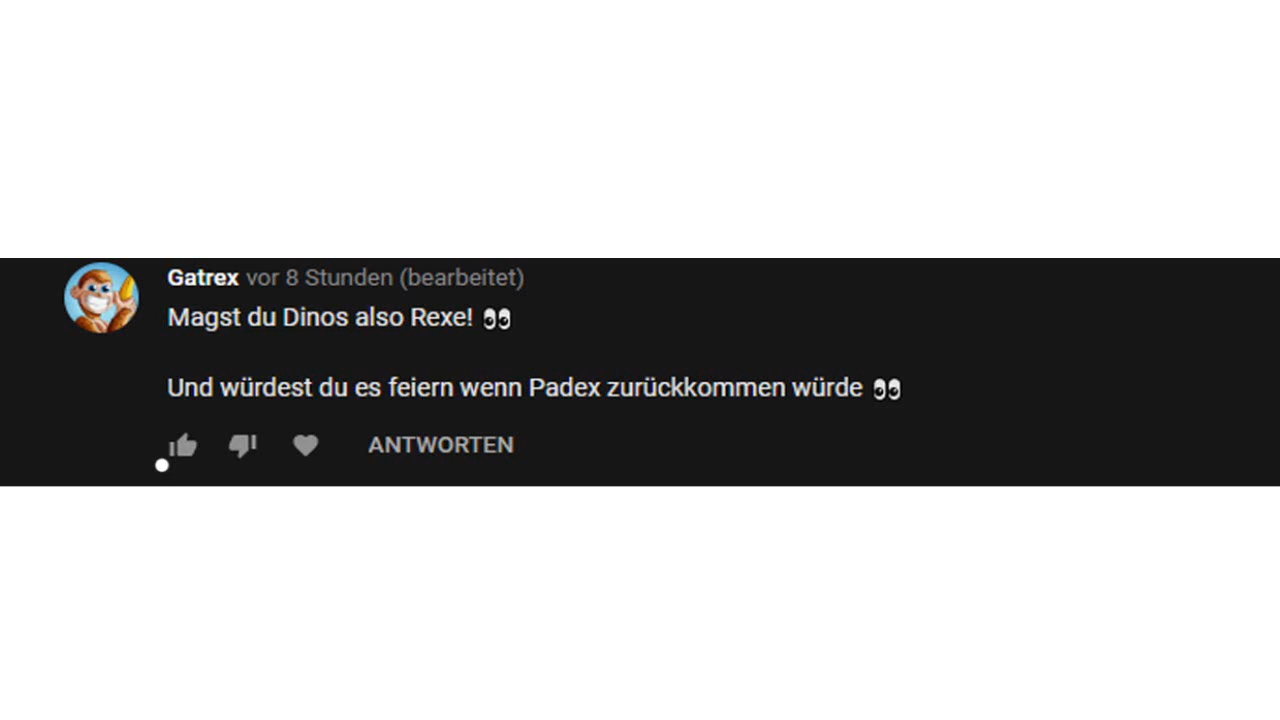 Gatrex vor 8 Stunden (bearbeitet)
Magst du Dinos also Rexe! 👀
Und würdest du es feiern wenn Padex zurückkommen würde 👀
ANTWORTEN